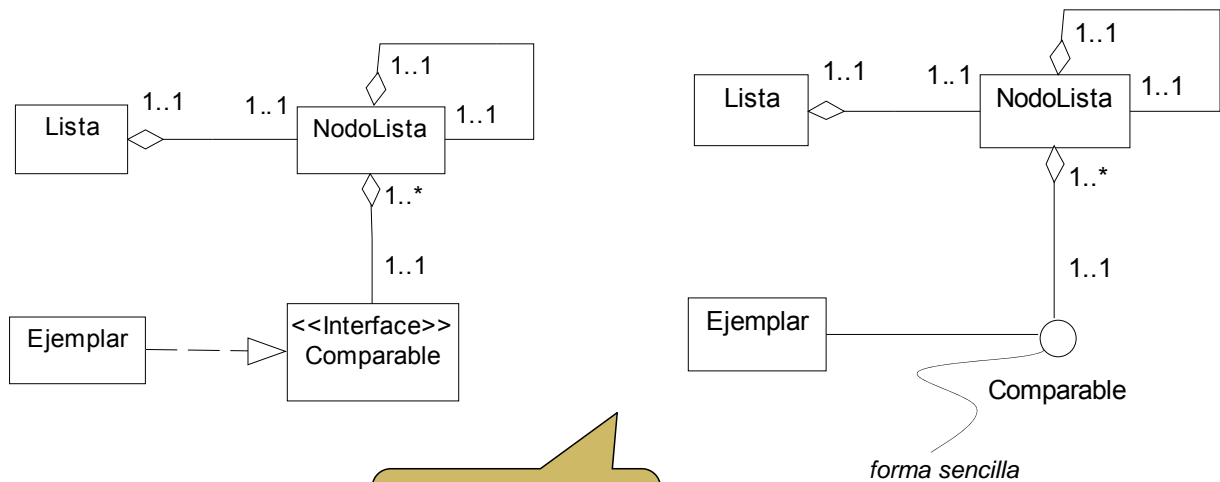 1..1
1..1
1..1
1..1
Lista
NodoLista
1..*
1..1
Ejemplar
<<Interface>>
Comparable
1..1
1..1
1..1
1..1
Lista
NodoLista
1..*
1..1
Ejemplar
Comparable
forma sencilla